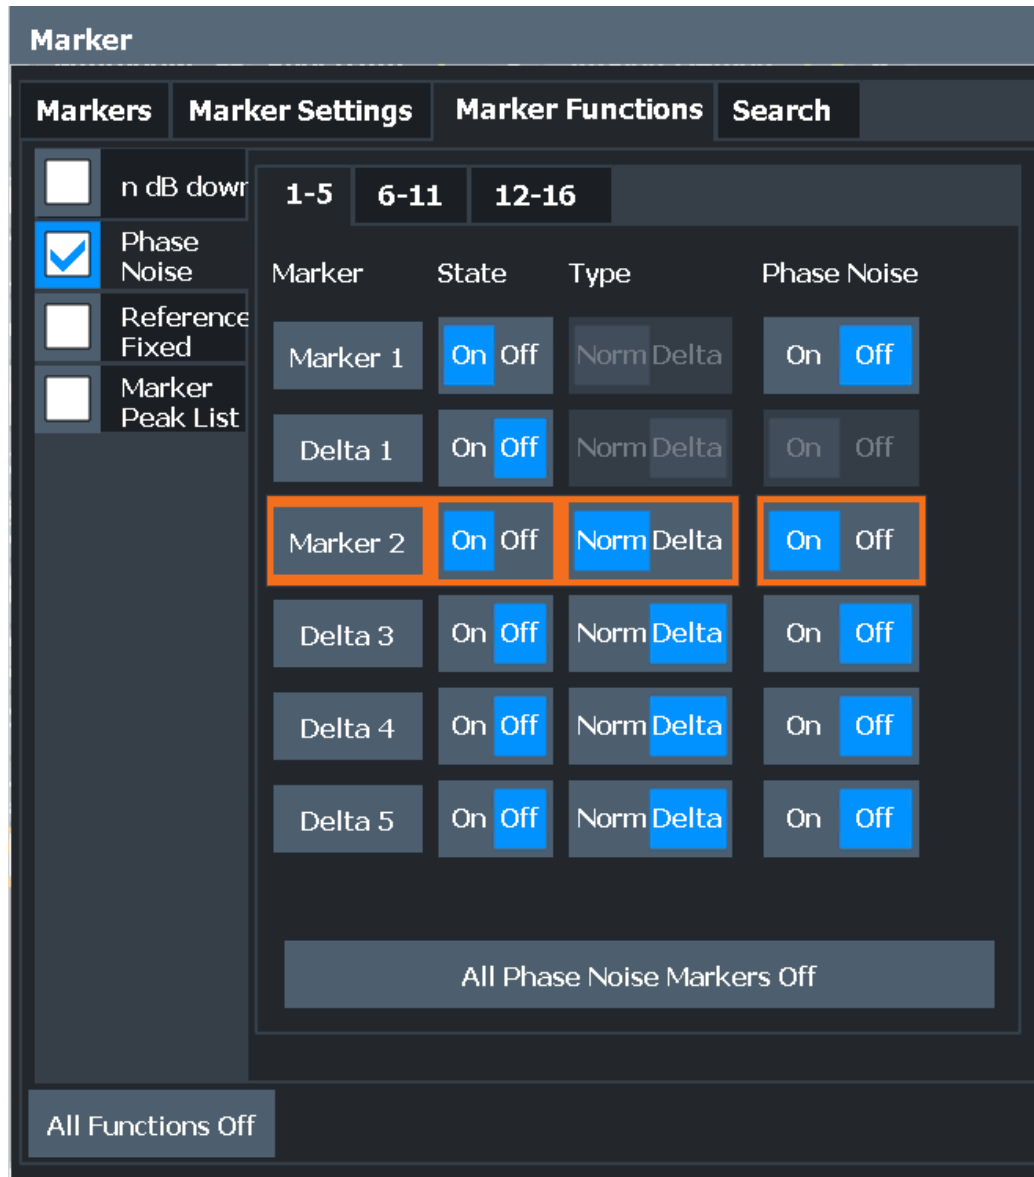 Marker
Markers Marker Settings Marker Functions Search
n dB down
Phase
Noise
Reference
Fixed
Marker
Peak List
1-5 6-11 12-16
Marker State Type Phase Noise
Marker 1 On Off Norm Delta On Off
Delta 1 On Off Norm Delta On Off
Marker 2 On Off Norm Delta On Off
Delta 3 On Off Norm Delta On Off
Delta 4 On Off Norm Delta On Off
Delta 5 On Off Norm Delta On Off
All Phase Noise Markers Off
All Functions Off